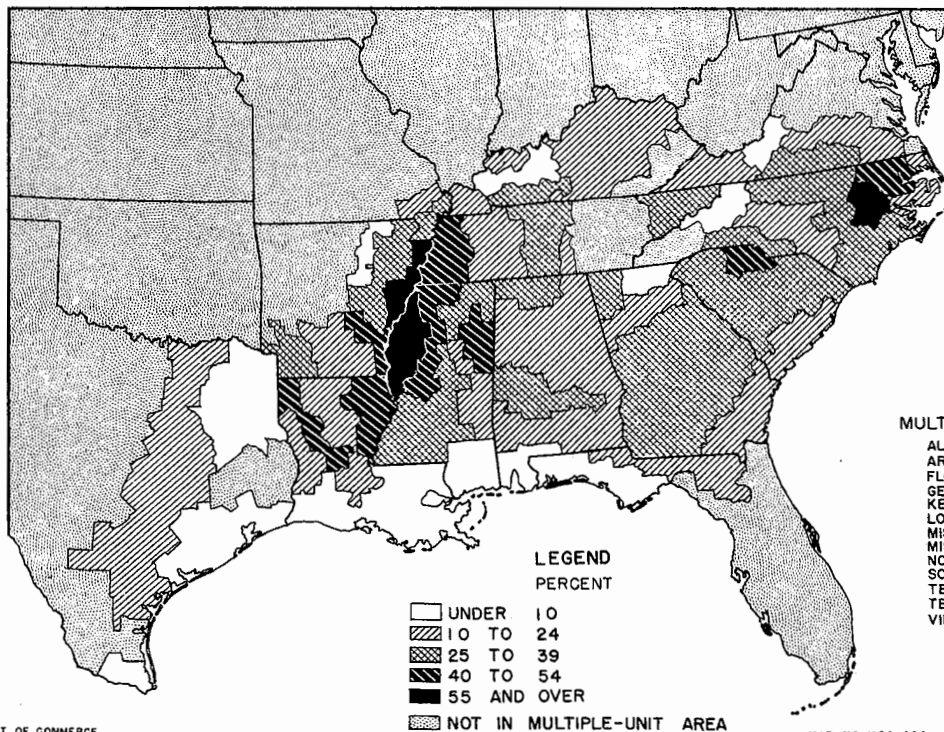 MULT
AL
AR
FL
GE
KE
LO
MIS
MI
NO
SO
TE
TE
VII
LEGEND
PERCENT
UNDER 10
10 TO 24
25 TO 39
40 TO 54
55 AND OVER
NOT IN MULTIPLE-UNIT AREA
T OF COMMERCE